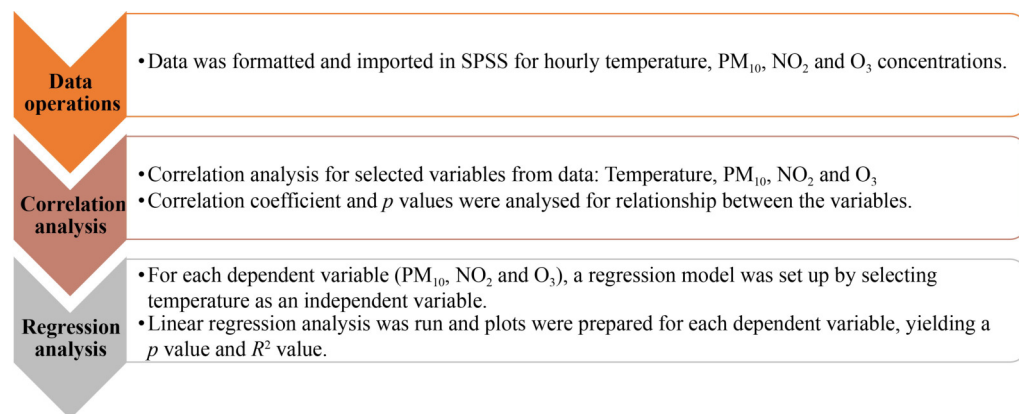 Data
operations
•Data was formatted and imported in SPSS for hourly temperature, PM₁₀, NO₂ and O₃ concentrations.
Correlation
analysis
•Correlation analysis for selected variables from data: Temperature, PM₁₀, NO₂ and O₃
•Correlation coefficient and p values were analysed for relationship between the variables.
Regression
analysis
•For each dependent variable (PM₁₀, NO₂ and O₃), a regression model was set up by selecting
temperature as an independent variable.
•Linear regression analysis was run and plots were prepared for each dependent variable, yielding a
p value and R² value.